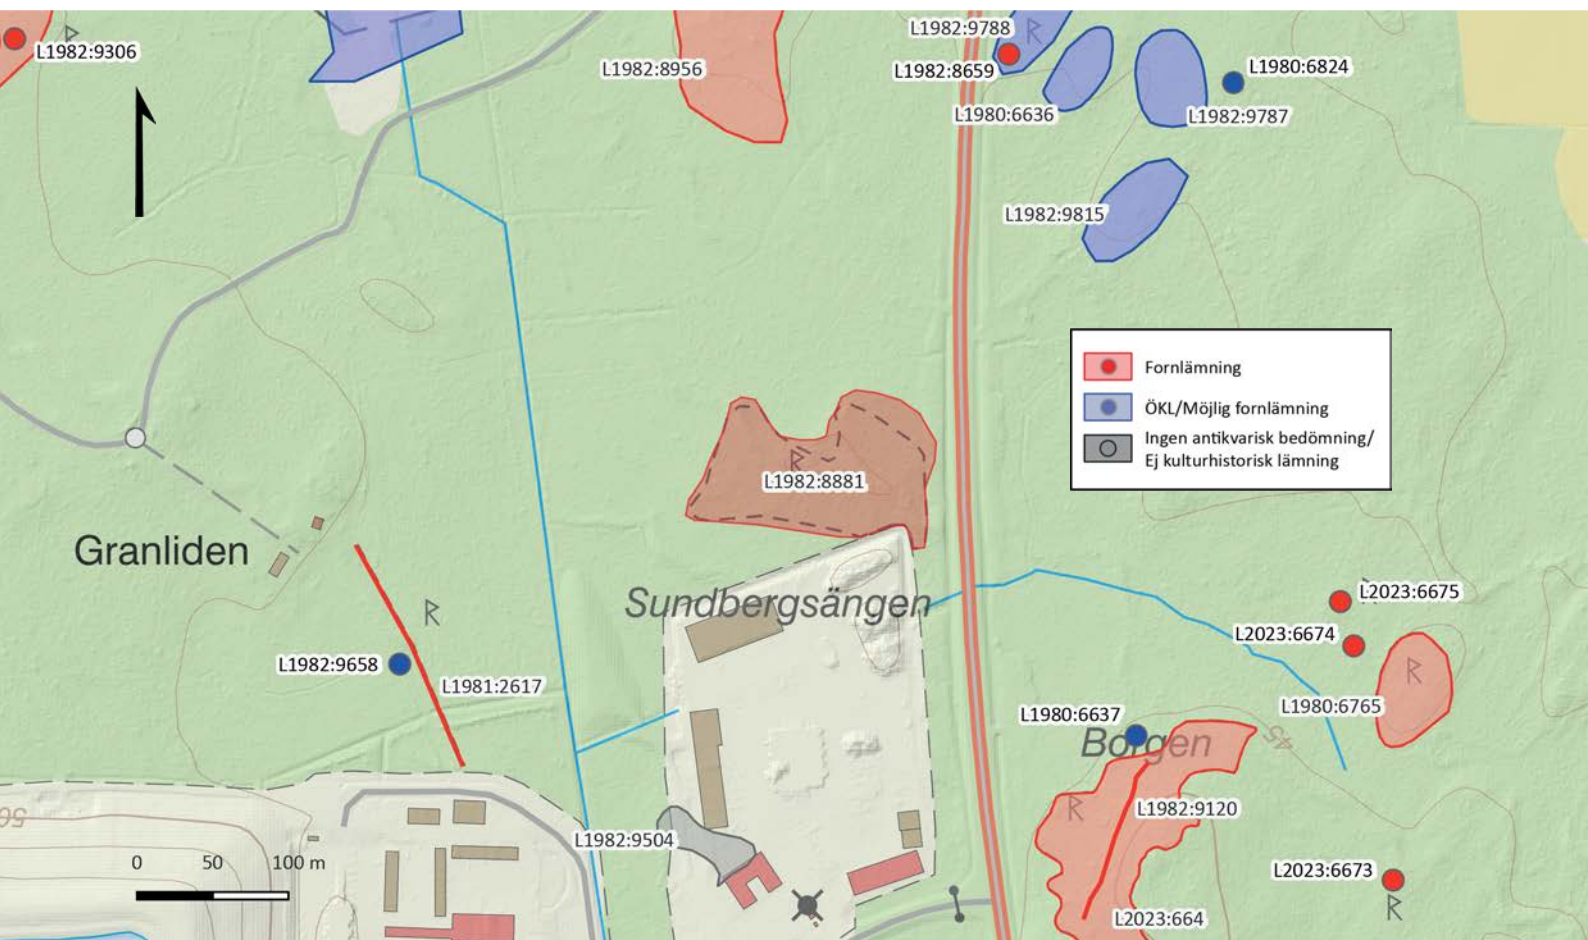 L1982:9788
L1982:9306
L1982:8956
L1982:8659
L1980:6824
L1980:6636
L1982:9787
L1982:9815
Fornlämning
ÖKL/Möjlig fornlämning
Ingen antikvarisk bedömning/
Ej kulturhistorisk lämning
R
L1982:8881
Granliden
Sundbergsängen
R
L2023:6675
L2023:6674
L1982:9658
L1981:2617
R
L1980:6765
L1980:6637
Borgen
45
R
L1982:9120
50
L1982:9504
0 50 100 m
L2023:6673
R
L2023:664